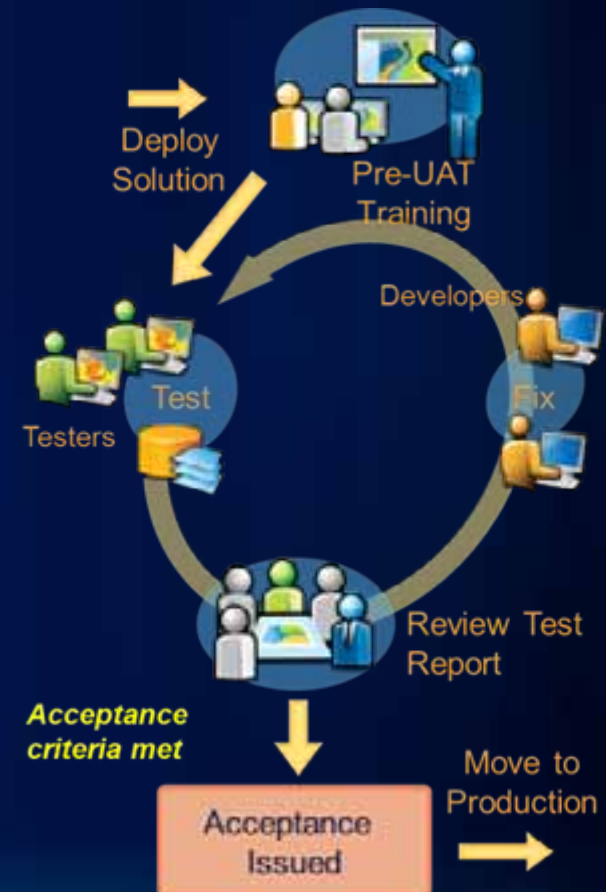 Deploy
Solution
Pre-UAT
Training
Developers
Test
Fix
Testers
Review Test
Report
Acceptance
criteria met
Move to
Production
Acceptance
Issued